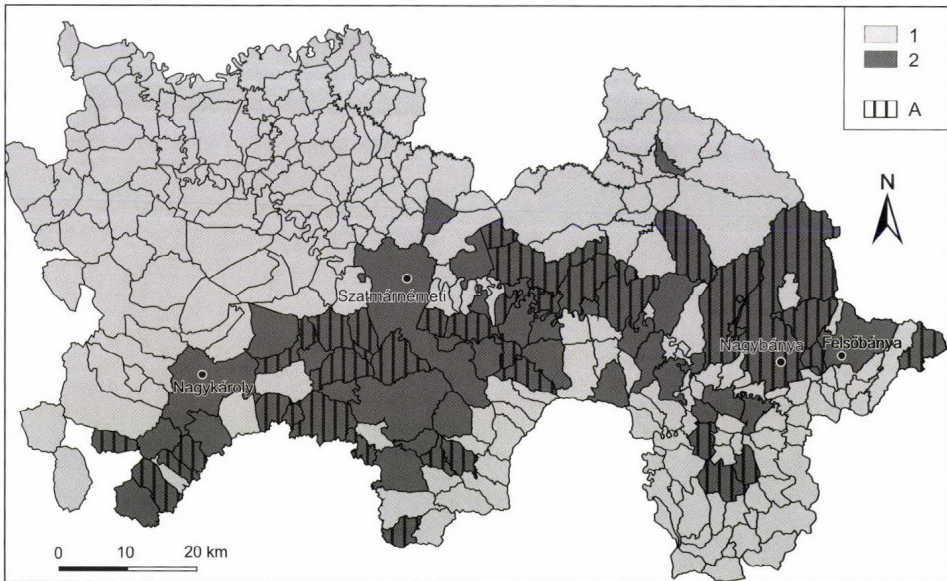 1
2
A
N
Szatmárnémeti
Nagybánya
Felsőbánya
Nagykároly
0 10 20 km